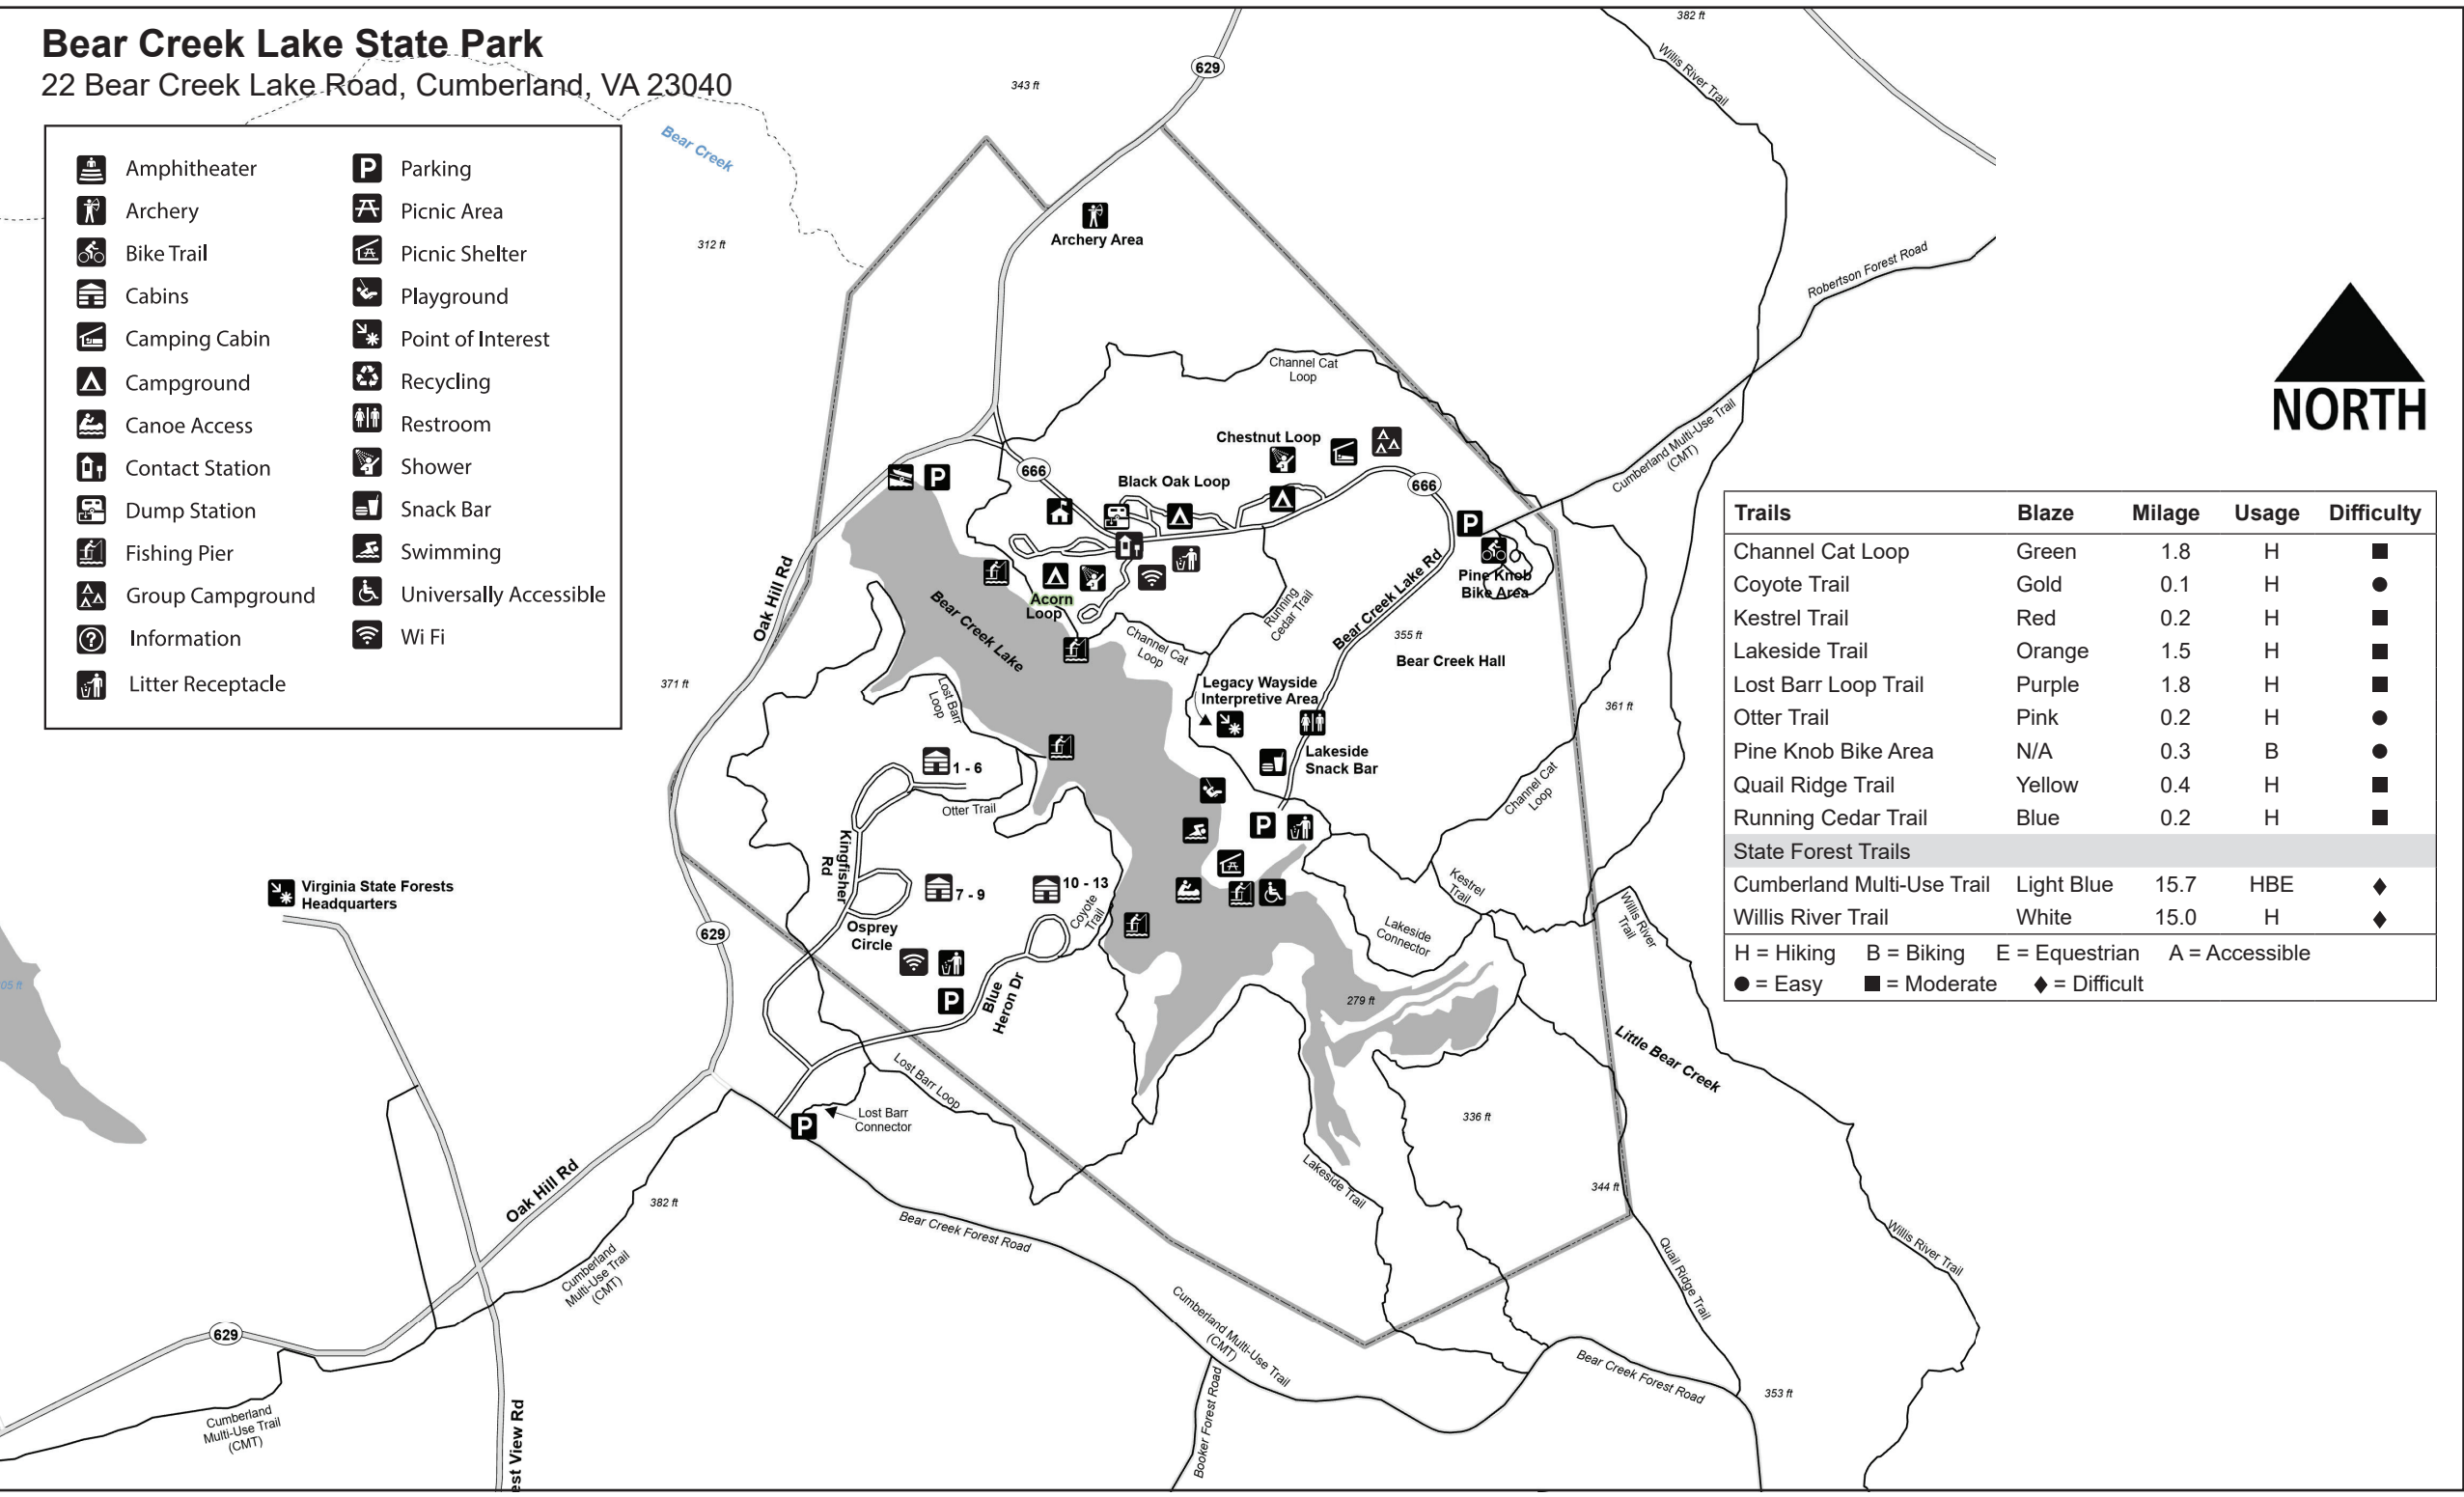 Bear Creek Lake State Park
22 Bear Creek Lake Road, Cumberland, VA 23040
Amphitheater
Archery
Bike Trail
Cabins
Camping Cabin
Campground
Canoe Access
Contact Station
Dump Station
Fishing Pier
Group Campground
Information
Litter Receptacle
P Parking
Picnic Area
Picnic Shelter
Playground
Point of Interest
Recycling
Restroom
Shower
Snack Bar
Swimming
Universally Accessible
Wi Fi
?
382 ft
Willis River Trail
629
343 ft
Bear Creek
312 ft
Archery Area
Robertson Forest Road
NORTH
Channel Cat
Loop
Cumberland Multi-Use Trail
(CMT)
Chestnut Loop
666
P
Black Oak Loop
666
P
Pine Knob
Bike Area
Oak Hill Rd
Acorn
Loop
Bear Creek Lake
Running
Cedar Trail
Bear Creek Lake Rd
355 ft
Bear Creek Hall
Channel Cat
Loop
371 ft
Lost Barr
Loop
Legacy Wayside
Interpretive Area
361 ft
Lakeside
Snack Bar
1 - 6
Otter Trail
Channel Cat
Loop
P
Kingfisher
Rd
7 - 9
10 - 13
Coyote
Trail
Kestrel
Trail
Virginia State Forests
Headquarters
Willis River
Trail
Lakeside
Connector
629
Osprey
Circle
P
Blue
Heron Dr
05 ft
279 ft
Little Bear Creek
Lost Barr Loop
P
Lost Barr
Connector
336 ft
Oak Hill Rd
382 ft
Lakeside Trail
344 ft
Bear Creek Forest Road
Quail Ridge Trail
Willis River Trail
Cumberland
Multi-Use Trail
(CMT)
Cumberland Multi-Use Trail
(CMT)
629
Bear Creek Forest Road
353 ft
Booker Forest Road
Cumberland
Multi-Use Trail
(CMT)
est View Rd
Trails Blaze Milage Usage Difficulty
Channel Cat Loop Green 1.8 H ■
Coyote Trail Gold 0.1 H ●
Kestrel Trail Red 0.2 H ■
Lakeside Trail Orange 1.5 H ■
Lost Barr Loop Trail Purple 1.8 H ■
Otter Trail Pink 0.2 H ●
Pine Knob Bike Area N/A 0.3 B ●
Quail Ridge Trail Yellow 0.4 H ■
Running Cedar Trail Blue 0.2 H ■
State Forest Trails
Cumberland Multi-Use Trail Light Blue 15.7 HBE ♦
Willis River Trail White 15.0 H ♦
H = Hiking B = Biking E = Equestrian A = Accessible
● = Easy ■ = Moderate ♦ = Difficult